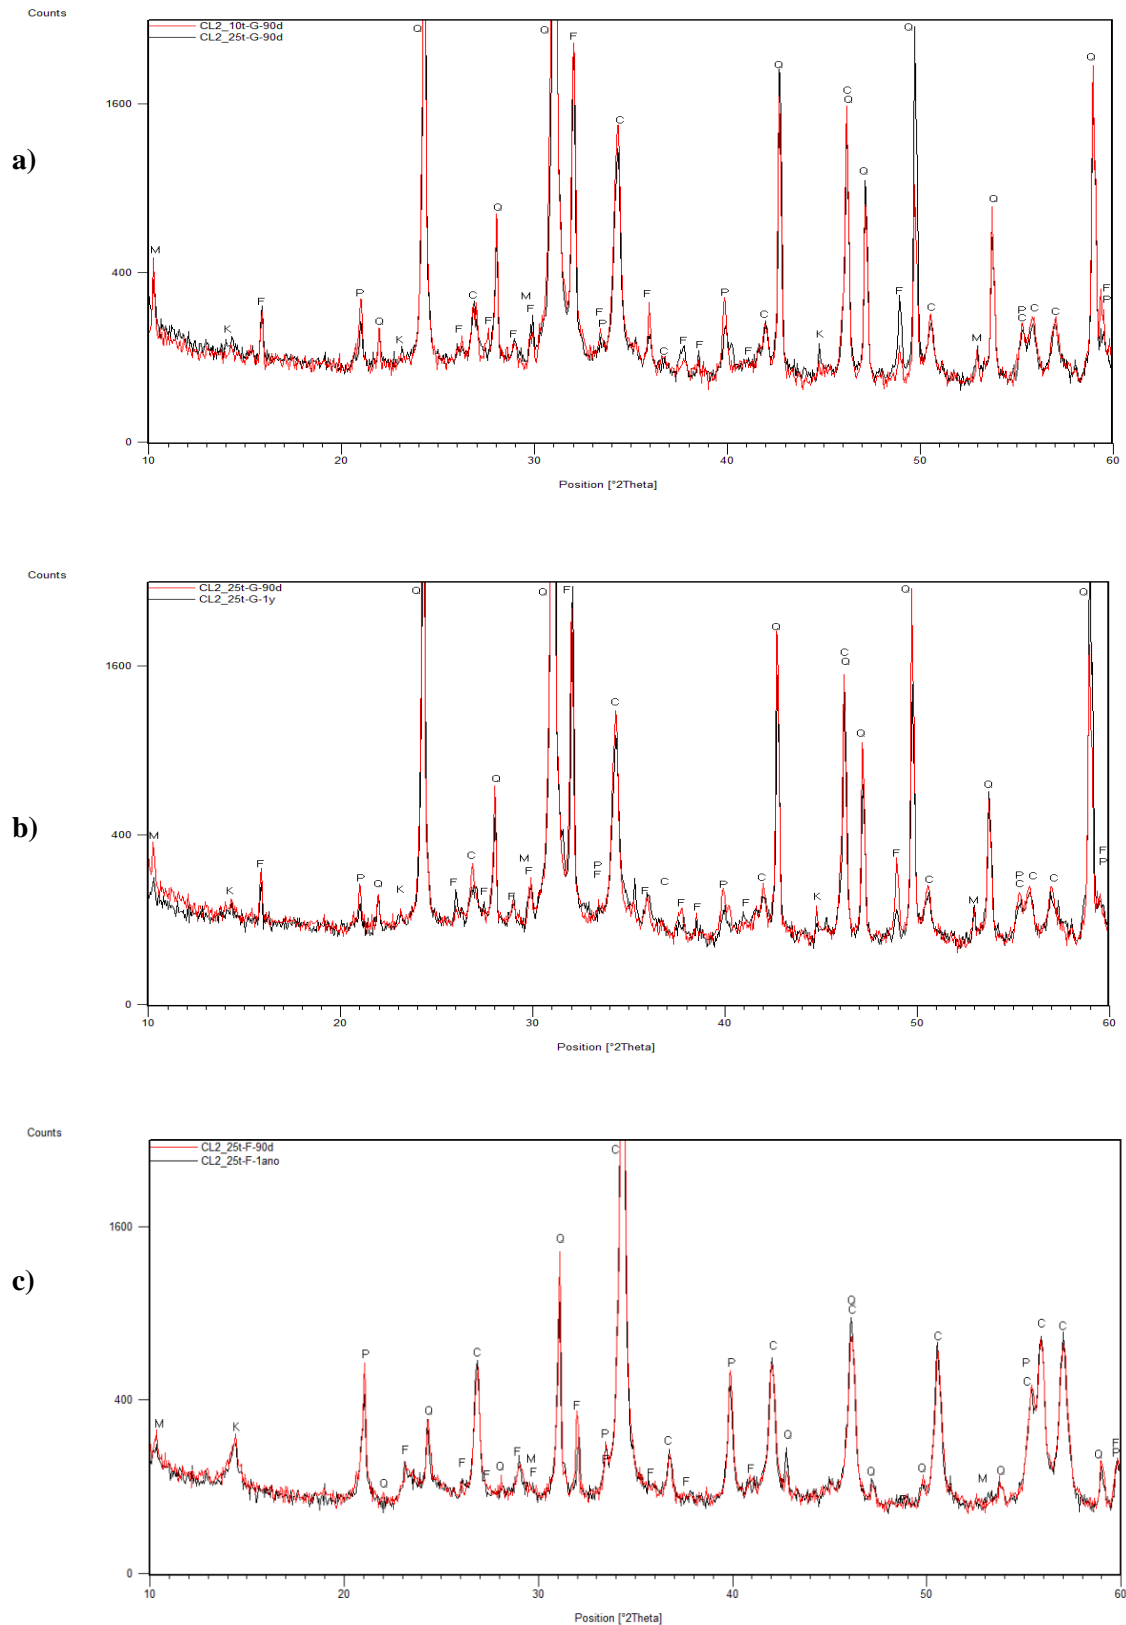 Counts
CL2_10t-G-90d
CL2_25t-G-90d
Q Q F Q Q Q
1600
C
C
Q
a)
Q Q
Q
400
M
F P C M F P F F
Q F F P C P C C
K K F F F F C F F F K M
0
10 20 30 40 50 60
Position [°2Theta]
Counts
CL2_25t-G-90d
CL2_25t-G-1y
Q Q F Q Q
1600
Q
C
Q
C
Q
Q Q
b)
400
M
F C M F F
P Q F P C P C C C P
K K F F F P F F C F F P F C K M
0
10 20 30 40 50 60
Position [°2Theta]
Counts
CL2_25t-F-90d
CL2_25t-F-1ano
C
1600
Q
Q
C
C C C
P C P C P
C
c)
400
M K Q F Q
F F M P C Q F
Q F F Q F F F F F Q Q M Q Q P
0
10 20 30 40 50 60
Position [°2Theta]